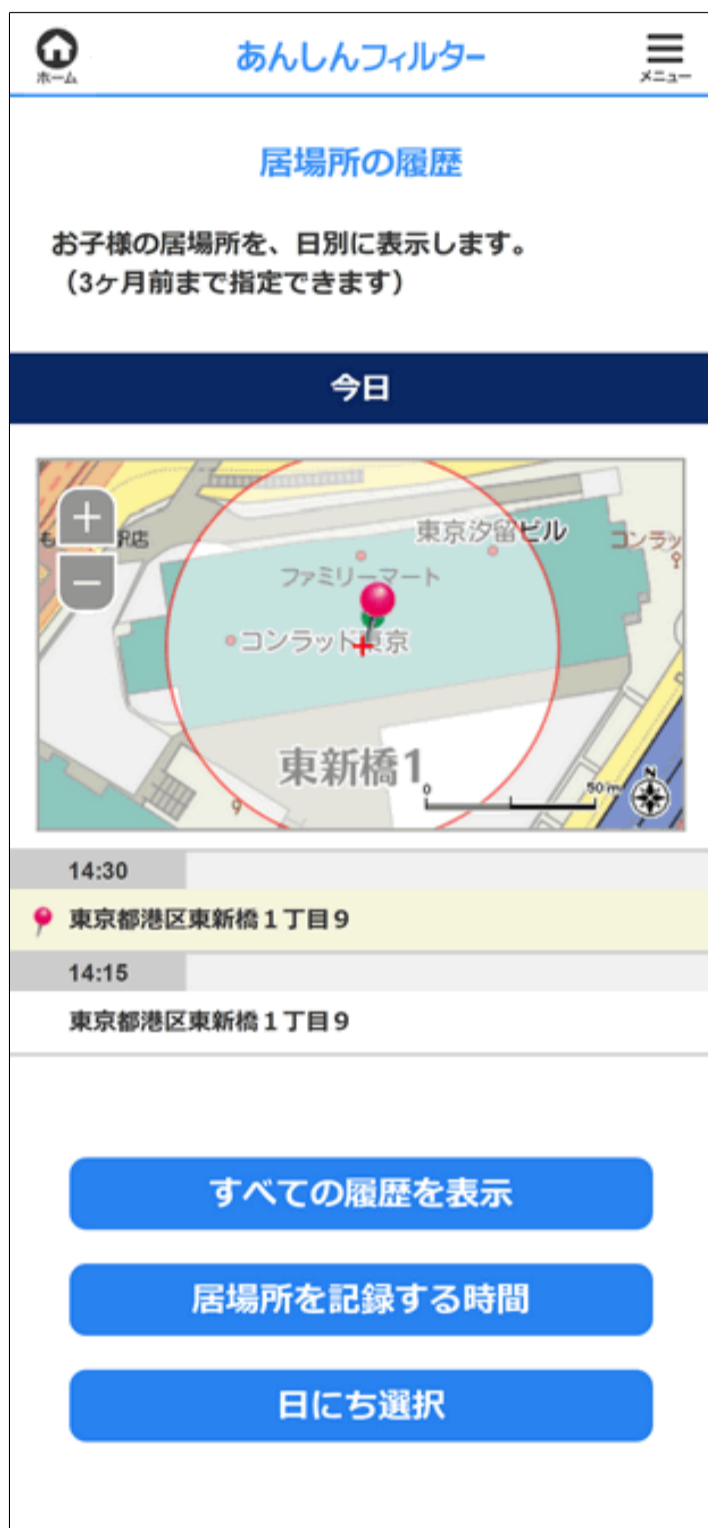 ホーム
あんしんフィルター
メニュー
居場所の履歴
お子様の居場所を、日別に表示します。
（3ヶ月前まで指定できます）
今日
+
−
東京汐留ビル
コンラッ
ファミリーマート
コンラッド東京
東新橋1
0
50m
N
14:30
東京都港区東新橋１丁目９
14:15
東京都港区東新橋１丁目９
すべての履歴を表示
居場所を記録する時間
日にち選択